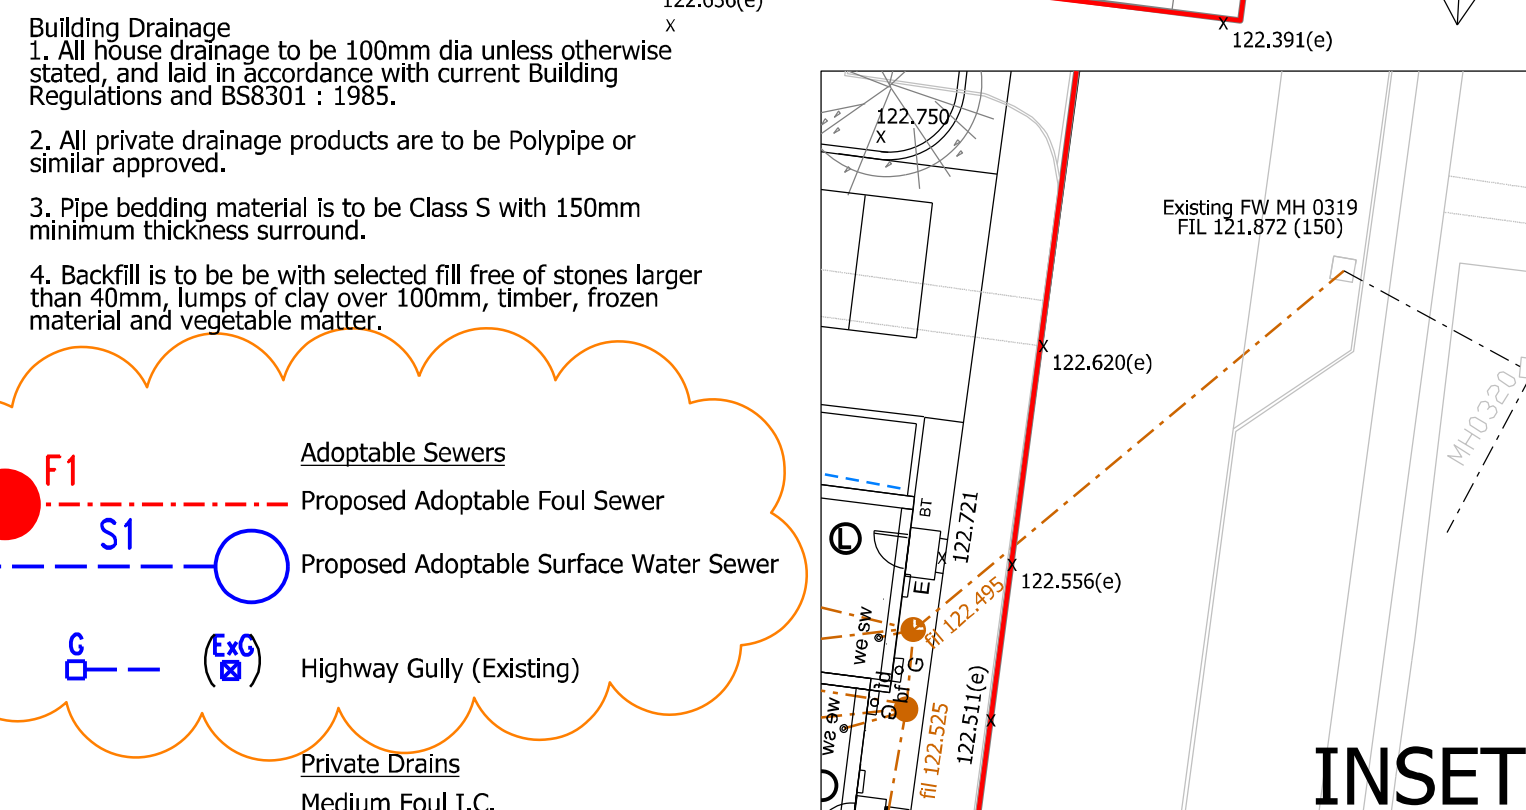 Building Drainage
1. All house drainage to be 100mm dia unless otherwise
stated, and laid in accordance with current Building
Regulations and BS8301 : 1985.
2. All private drainage products are to be Polypipe or
similar approved.
3. Pipe bedding material is to be Class S with 150mm
minimum thickness surround.
4. Backfill is to be be with selected fill free of stones larger
than 40mm, lumps of clay over 100mm, timber, frozen
material and vegetable matter.
Adoptable Sewers
F1
Proposed Adoptable Foul Sewer
S1
Proposed Adoptable Surface Water Sewer
G
(ExG)
Highway Gully (Existing)
Private Drains
Medium Foul I.C.
122.656(e)
X
122.391(e)
X
122.750
X
Existing FW MH 0319
FIL 121.872 (150)
X
122.620(e)
MH0320
BT
122.721
X
L
E
X
122.556(e)
fil 122.495
we sw
G
td
bf
we sw
fil 122.525
122.511(e)
X
INSET